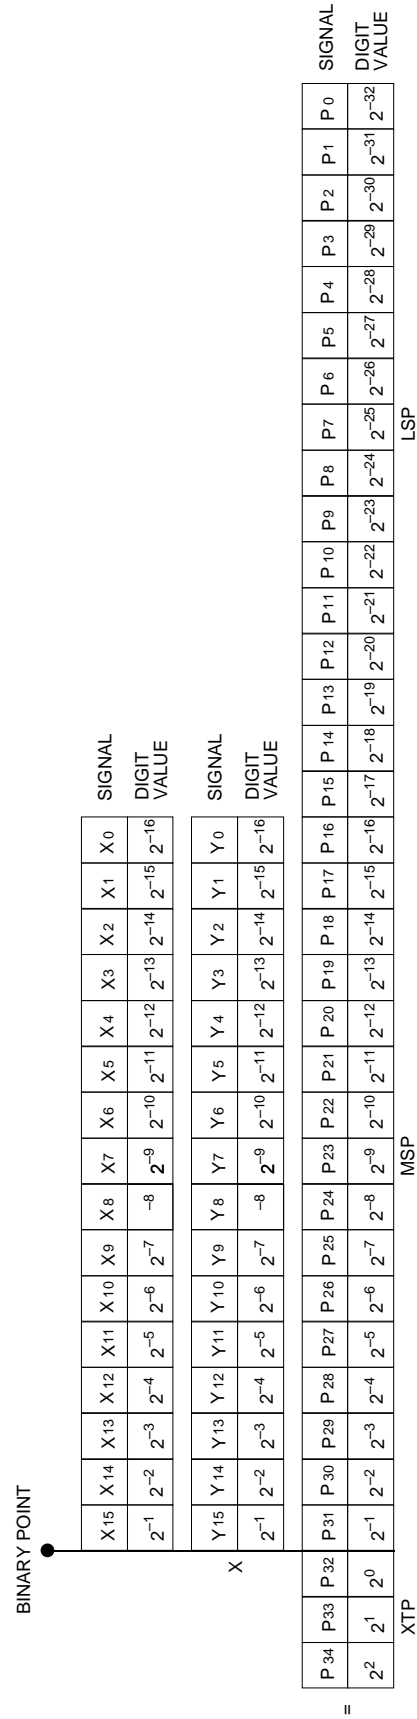 BINARY POINT
X15 X14 X13 X12 X11 X10 X9 X8 X7 X6 X5 X4 X3 X2 X1 X0 SIGNAL
2⁻¹ 2⁻² 2⁻³ 2⁻⁴ 2⁻⁵ 2⁻⁶ 2⁻⁷ ⁻⁸ 2⁻⁹ 2⁻¹⁰ 2⁻¹¹ 2⁻¹² 2⁻¹³ 2⁻¹⁴ 2⁻¹⁵ 2⁻¹⁶ DIGIT
VALUE
X
Y15 Y14 Y13 Y12 Y11 Y10 Y9 Y8 Y7 Y6 Y5 Y4 Y3 Y2 Y1 Y0 SIGNAL
2⁻¹ 2⁻² 2⁻³ 2⁻⁴ 2⁻⁵ 2⁻⁶ 2⁻⁷ ⁻⁸ 2⁻⁹ 2⁻¹⁰ 2⁻¹¹ 2⁻¹² 2⁻¹³ 2⁻¹⁴ 2⁻¹⁵ 2⁻¹⁶ DIGIT
VALUE
=
P34 P33 P32 P31 P30 P29 P28 P27 P26 P25 P24 P23 P22 P21 P20 P19 P18 P17 P16 P15 P14 P13 P12 P11 P10 P9 P8 P7 P6 P5 P4 P3 P2 P1 P0 SIGNAL
2² 2¹ 2⁰ 2⁻¹ 2⁻² 2⁻³ 2⁻⁴ 2⁻⁵ 2⁻⁶ 2⁻⁷ 2⁻⁸ 2⁻⁹ 2⁻¹⁰ 2⁻¹¹ 2⁻¹² 2⁻¹³ 2⁻¹⁴ 2⁻¹⁵ 2⁻¹⁶ 2⁻¹⁷ 2⁻¹⁸ 2⁻¹⁹ 2⁻²⁰ 2⁻²¹ 2⁻²² 2⁻²³ 2⁻²⁴ 2⁻²⁵ 2⁻²⁶ 2⁻²⁷ 2⁻²⁸ 2⁻²⁹ 2⁻³⁰ 2⁻³¹ 2⁻³² DIGIT
VALUE
XTP MSP LSP